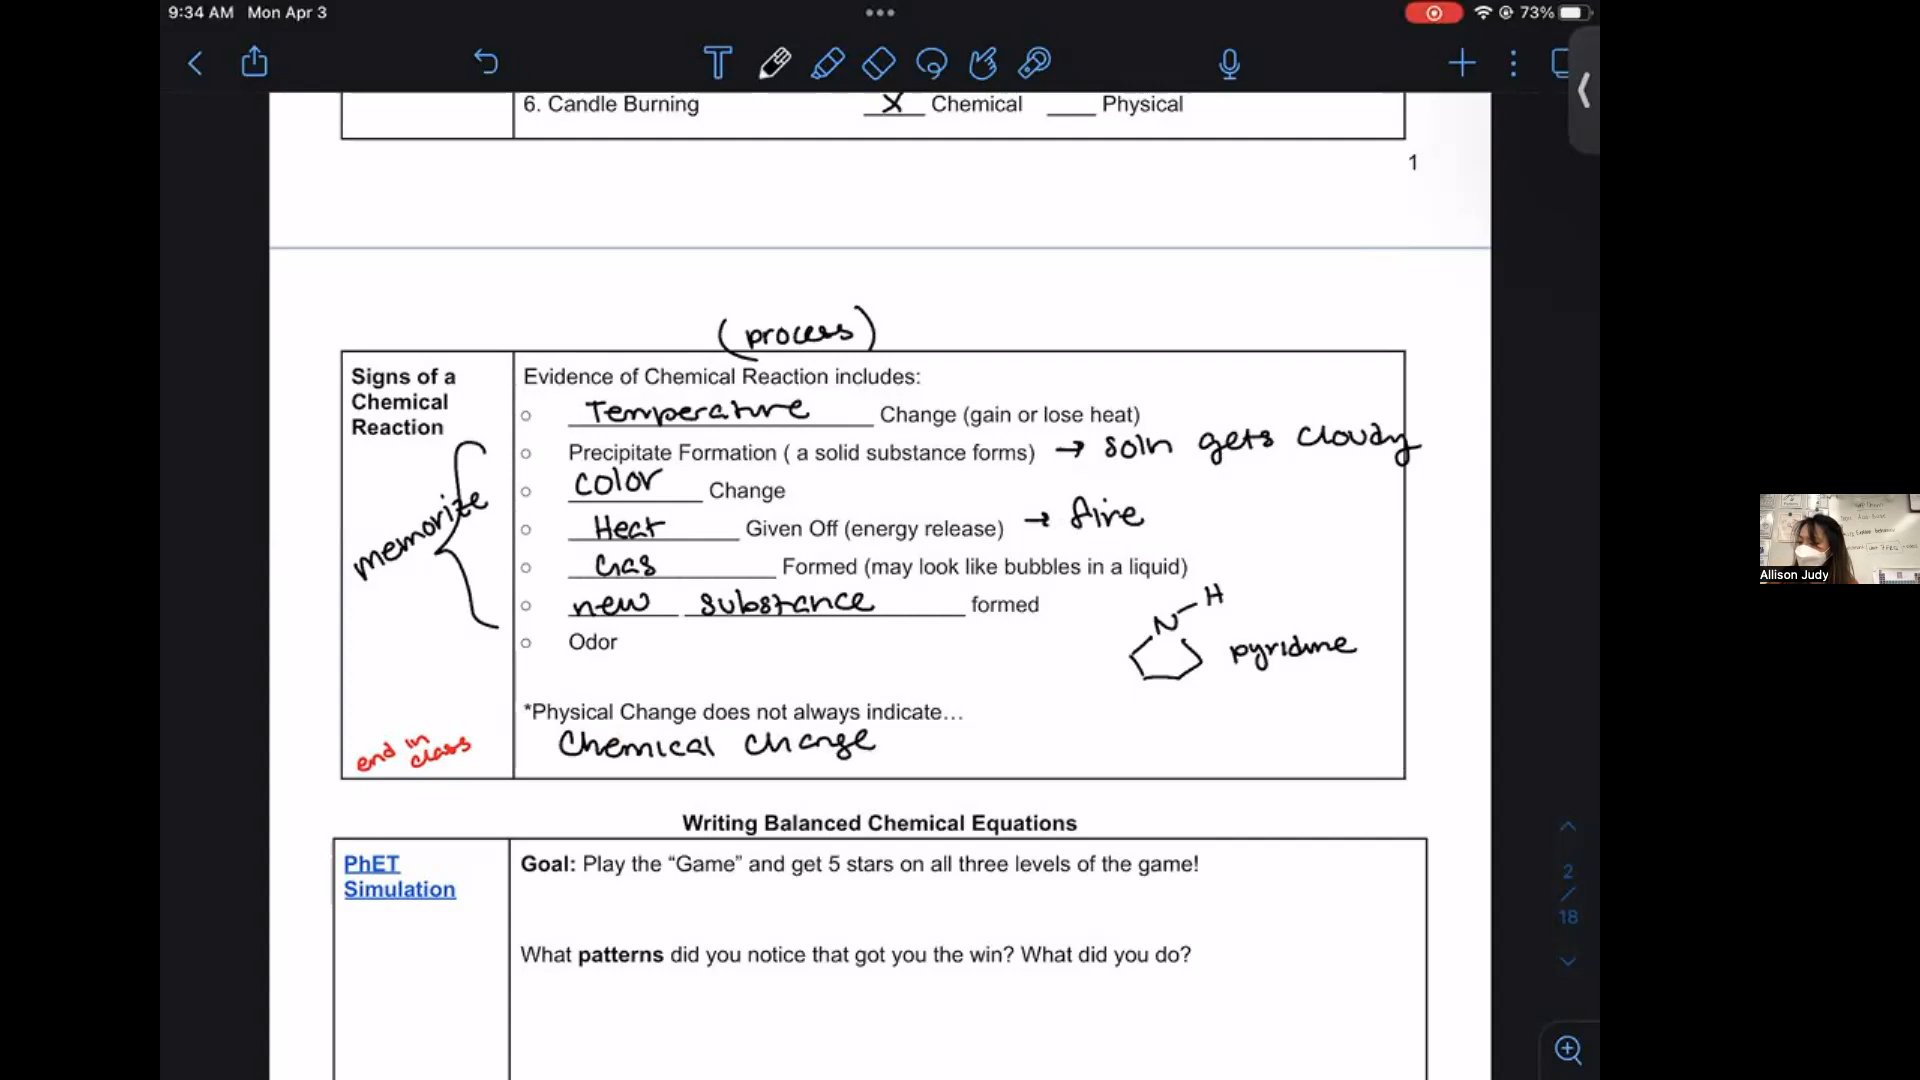 9:34 AM Mon Apr 3
73%
6. Candle Burning X Chemical ____ Physical
1
(process)
Signs of a
Chemical
Reaction
memorize
end in
class
Evidence of Chemical Reaction includes:
Temperature Change (gain or lose heat)
Precipitate Formation ( a solid substance forms) → soln gets cloudy
color Change
Heat Given Off (energy release) → fire
Gas Formed (may look like bubbles in a liquid)
new substance formed
Odor
N-H
pyridine
*Physical Change does not always indicate…
Chemical change
Writing Balanced Chemical Equations
PhET
Simulation
Goal: Play the “Game” and get 5 stars on all three levels of the game!
What patterns did you notice that got you the win? What did you do?
2
/
18
Allison Judy